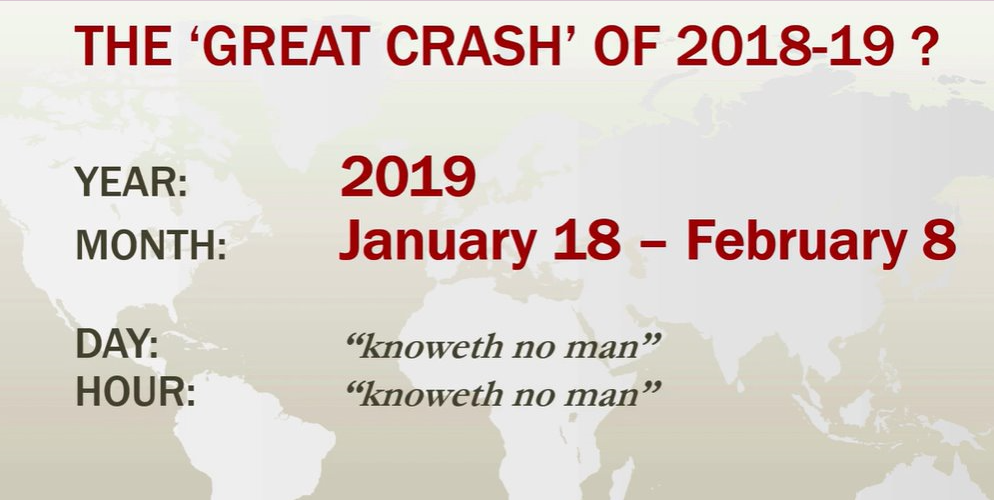 THE ‘GREAT CRASH’ OF 2018-19 ?
YEAR: 2019
MONTH: January 18 – February 8
DAY: “knoweth no man”
HOUR: “knoweth no man”